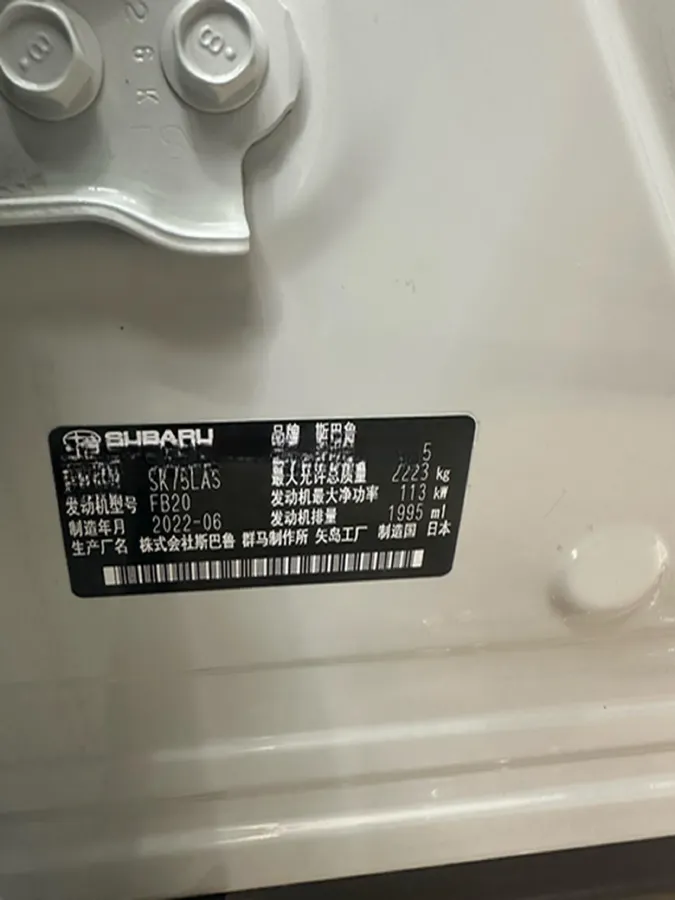 26K
SUBARU 品牌 斯巴鲁
5
SK75LAS 最大允许总质量 2223 kg
发动机型号 FB20 发动机最大净功率 113 kW
制造年月 2022-06 发动机排量 1995 ml
生产厂名 株式会社斯巴鲁 群马制作所 矢岛工厂 制造国 日本